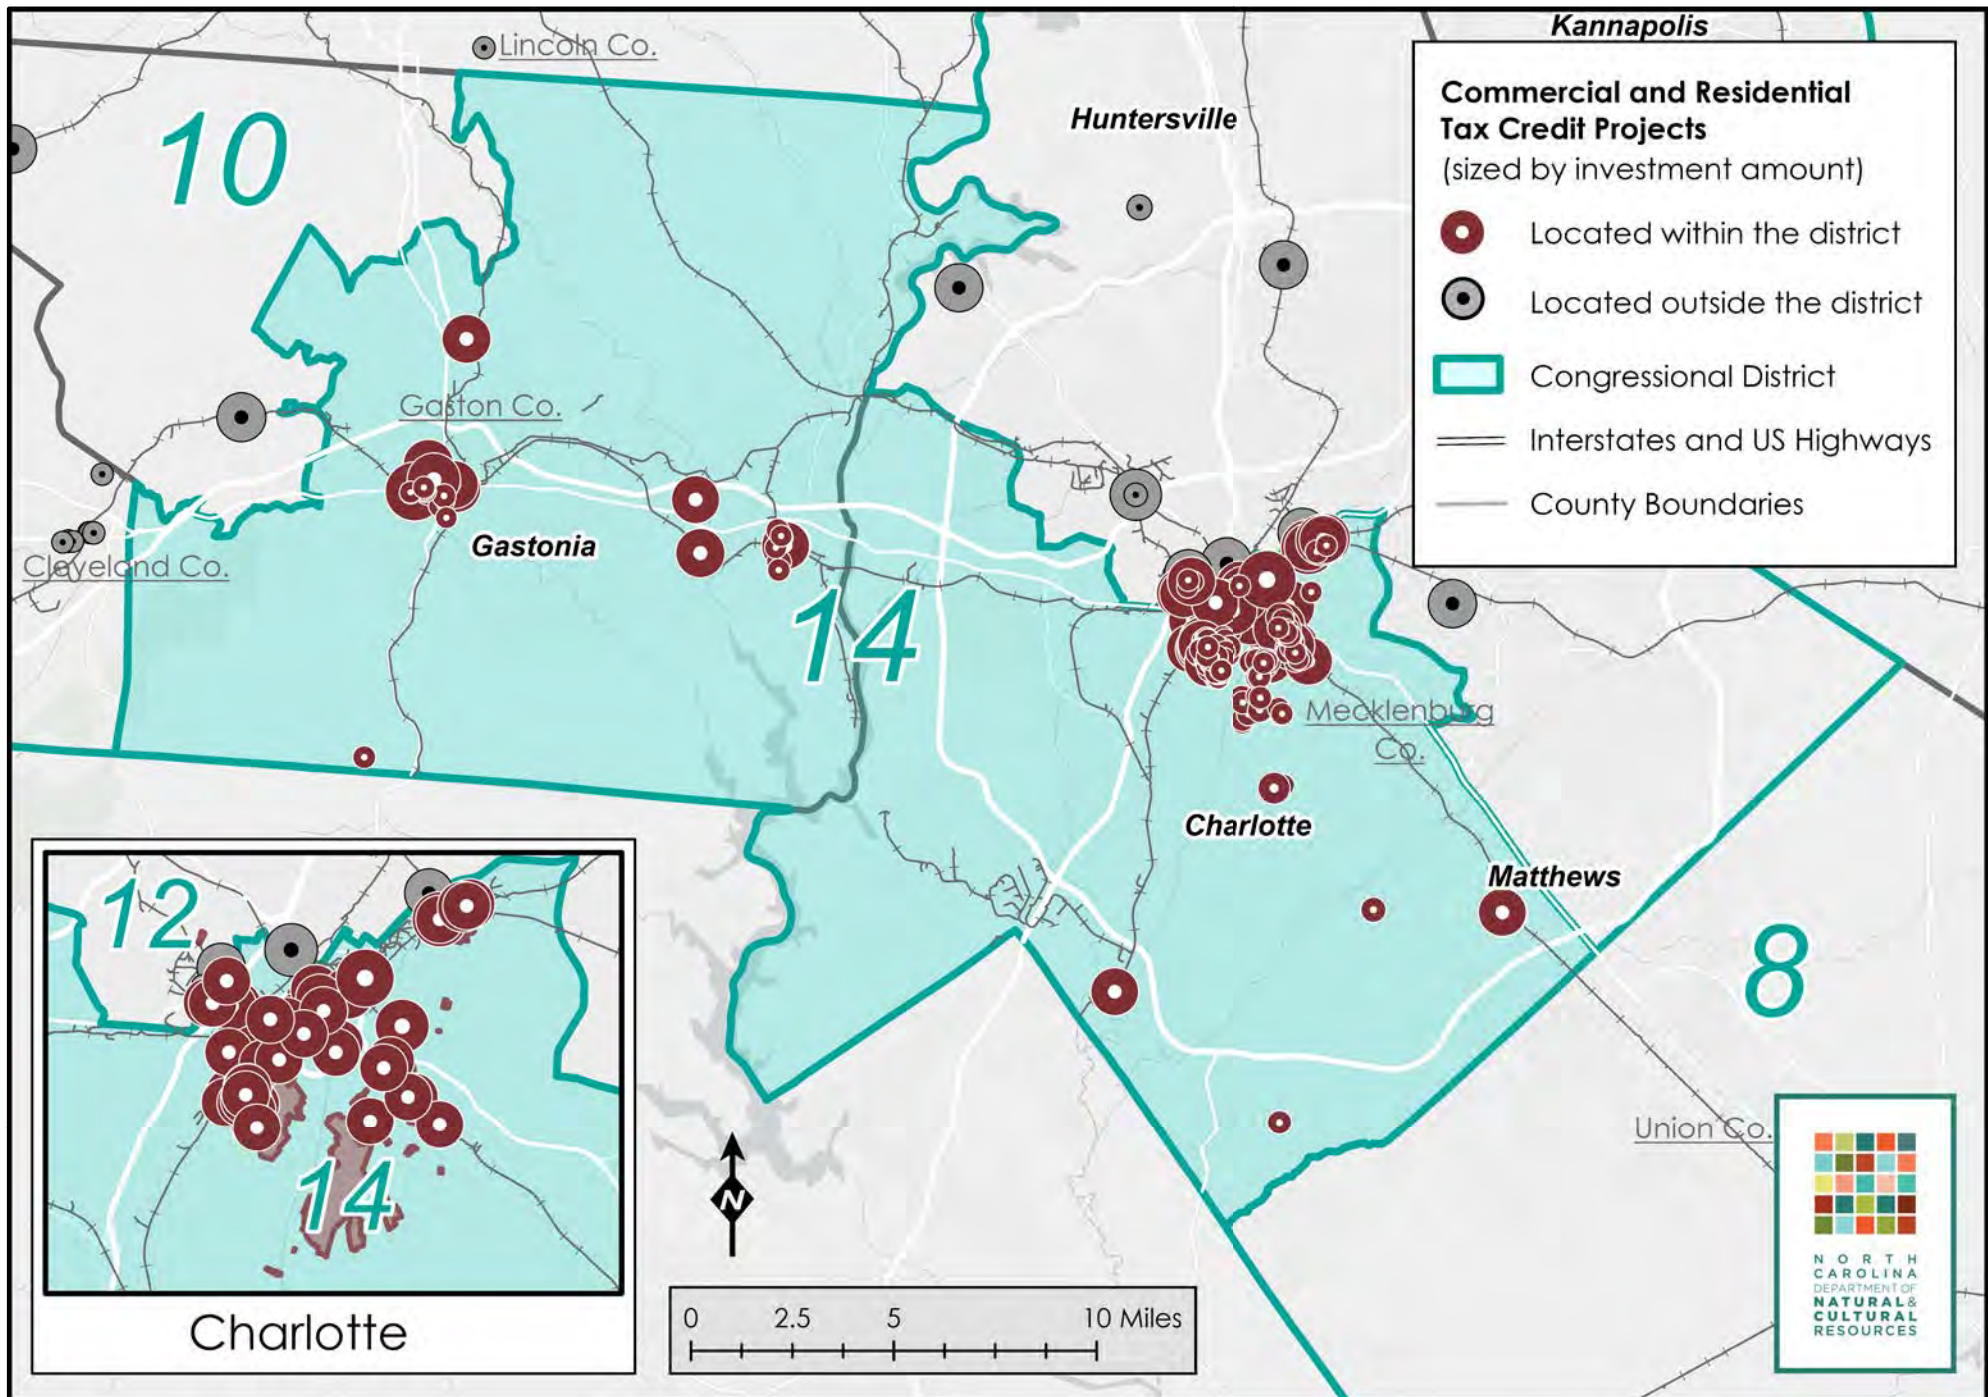 Kannapolis
Lincoln Co.
10
Huntersville
Commercial and Residential
Tax Credit Projects
(sized by investment amount)
Located within the district
Located outside the district
Congressional District
Interstates and US Highways
County Boundaries
Gaston Co.
Gastonia
Cleveland Co.
14
Mecklenburg
Co.
Charlotte
Matthews
8
Union Co.
12
14
Charlotte
N
0 2.5 5 10 Miles
NORTH
CAROLINA
DEPARTMENT OF
NATURAL &
CULTURAL
RESOURCES